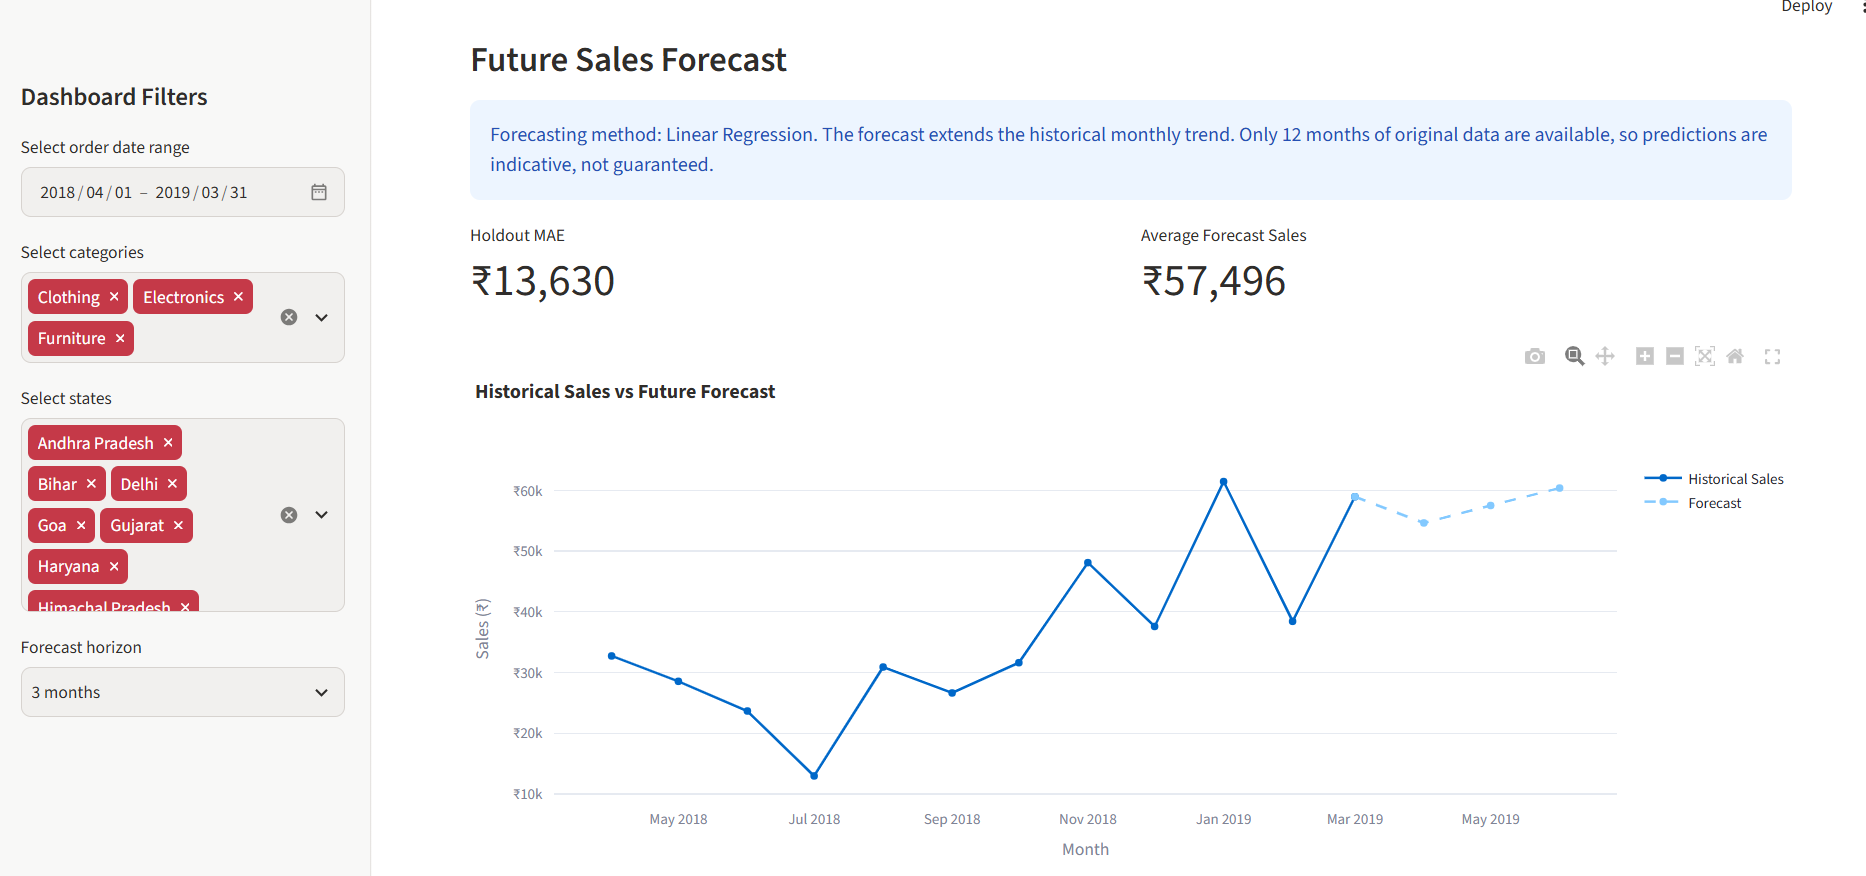 Deploy
Dashboard Filters
Select order date range
2018 / 04 / 01 – 2019 / 03 / 31
Select categories
Clothing Electronics
Furniture
Select states
Andhra Pradesh
Bihar Delhi
Goa Gujarat
Haryana
Himachal Pradesh
Forecast horizon
3 months
Future Sales Forecast
Forecasting method: Linear Regression. The forecast extends the historical monthly trend. Only 12 months of original data are available, so predictions are
indicative, not guaranteed.
Holdout MAE
₹13,630
Average Forecast Sales
₹57,496
Historical Sales vs Future Forecast
Historical Sales
Forecast
Sales (₹)
₹60k
₹50k
₹40k
₹30k
₹20k
₹10k
May 2018 Jul 2018 Sep 2018 Nov 2018 Jan 2019 Mar 2019 May 2019
Month